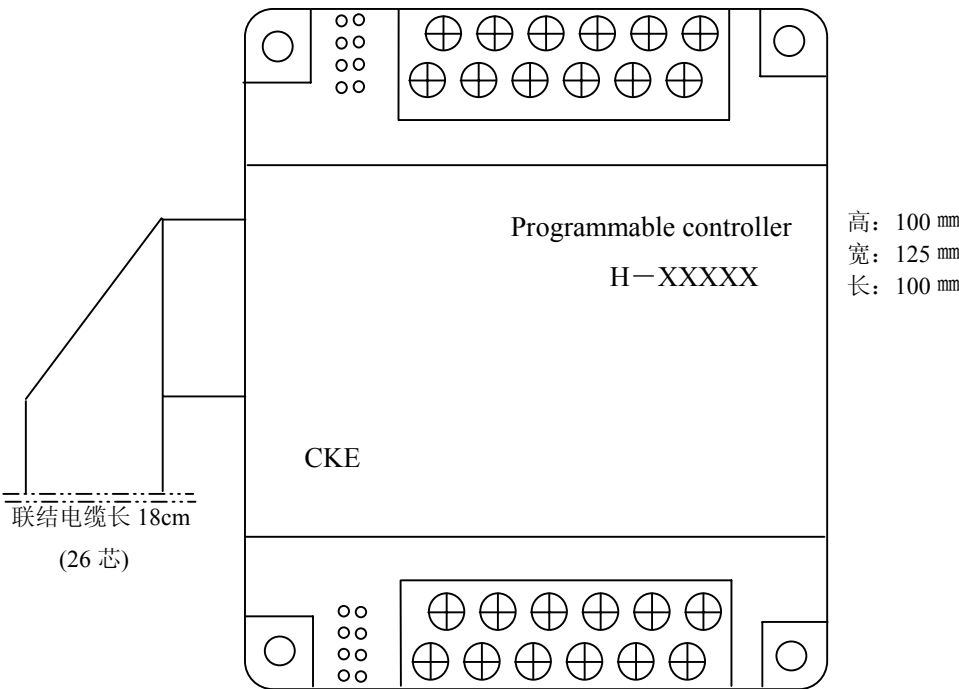 Programmable controller
H－XXXXX
高：100 ㎜
宽：125 ㎜
长：100 ㎜
CKE
联结电缆长 18cm
(26 芯)